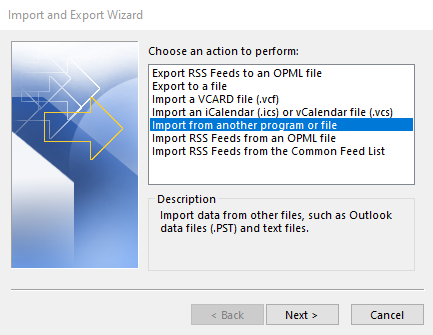 Import and Export Wizard
Choose an action to perform:
Export RSS Feeds to an OPML file
Export to a file
Import a VCARD file (.vcf)
Import an iCalendar (.ics) or vCalendar file (.vcs)
Import from another program or file
Import RSS Feeds from an OPML file
Import RSS Feeds from the Common Feed List
Description
Import data from other files, such as Outlook
data files (.PST) and text files.
< Back Next > Cancel